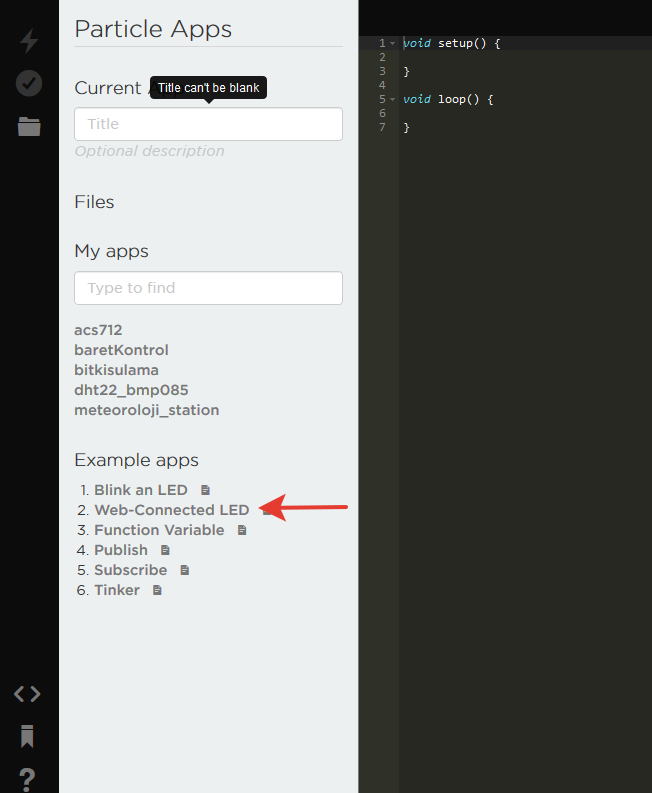 Particle Apps
Current
Title can't be blank
Title
Optional description
Files
My apps
Type to find
acs712
baretKontrol
bitkisulama
dht22_bmp085
meteoroloji_station
Example apps
1. Blink an LED
2. Web-Connected LED
3. Function Variable
4. Publish
5. Subscribe
6. Tinker
?
1 void setup() {
2
3 }
4
5 void loop() {
6
7 }